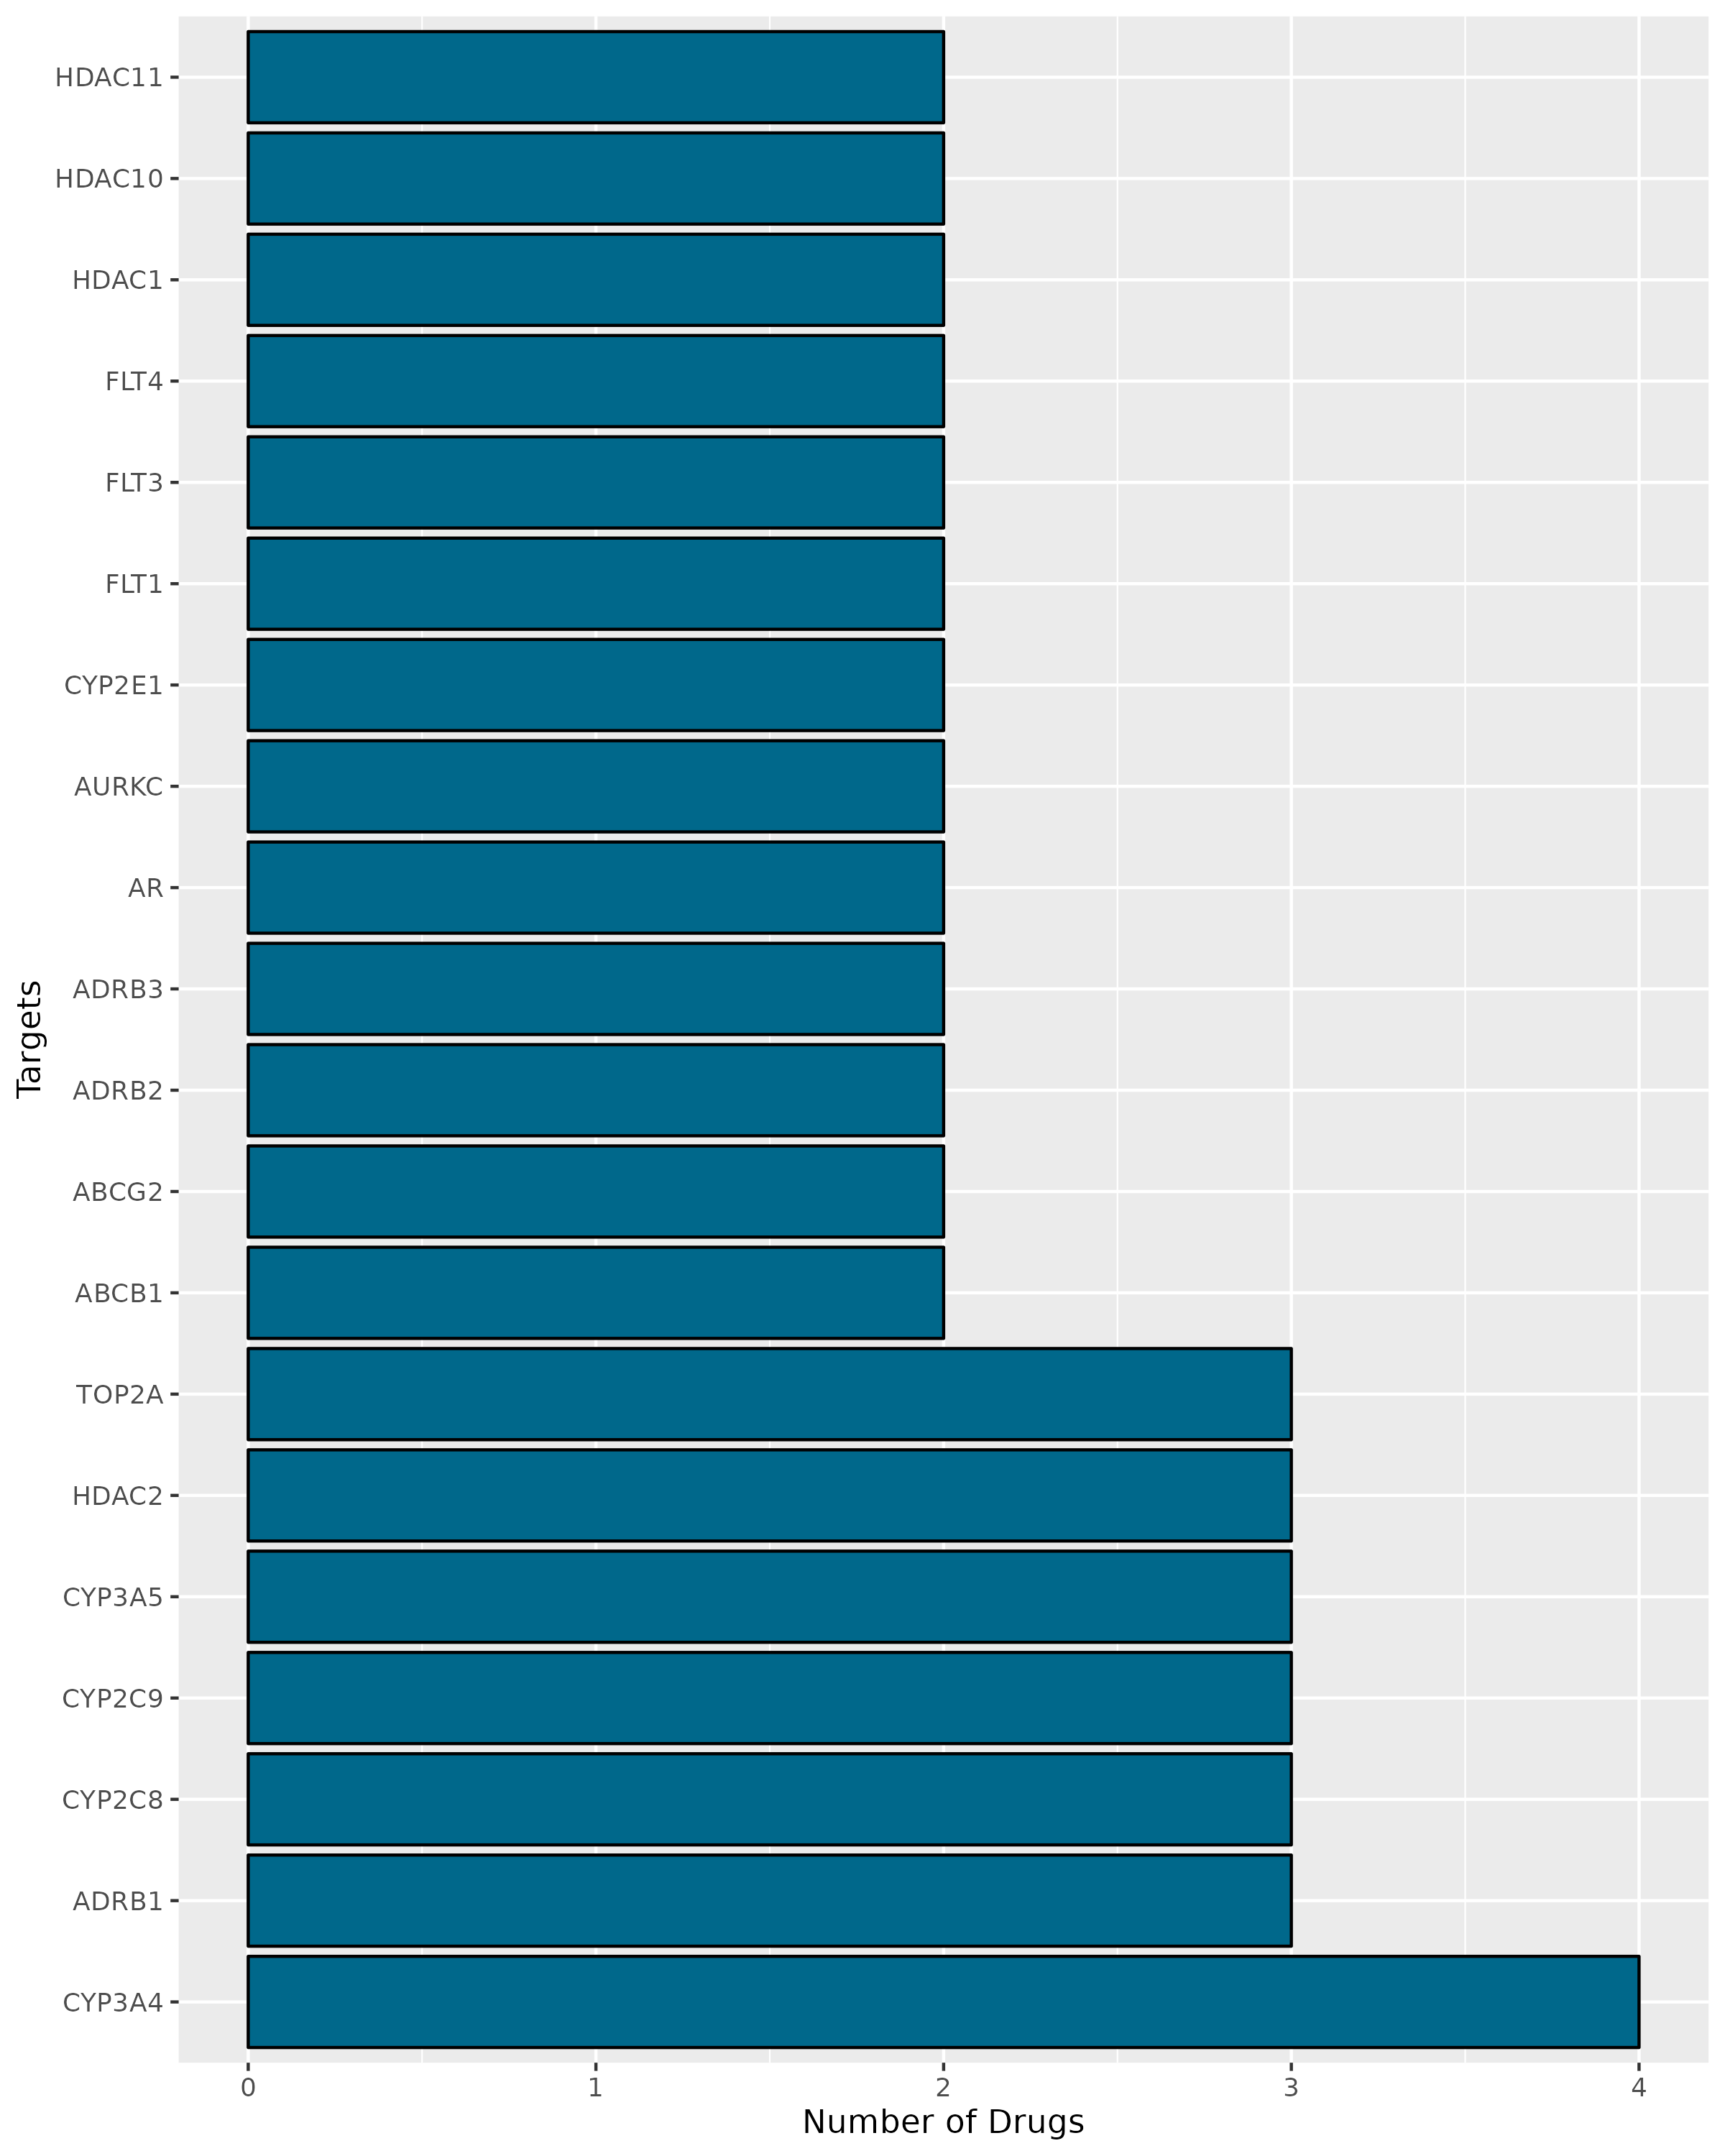 HDAC11
HDAC10
HDAC1
FLT4
FLT3
FLT1
CYP2E1
AURKC
AR
ADRB3
ADRB2
ABCG2
ABCB1
TOP2A
HDAC2
CYP3A5
CYP2C9
CYP2C8
ADRB1
CYP3A4
Targets
0 1 2 3 4
Number of Drugs